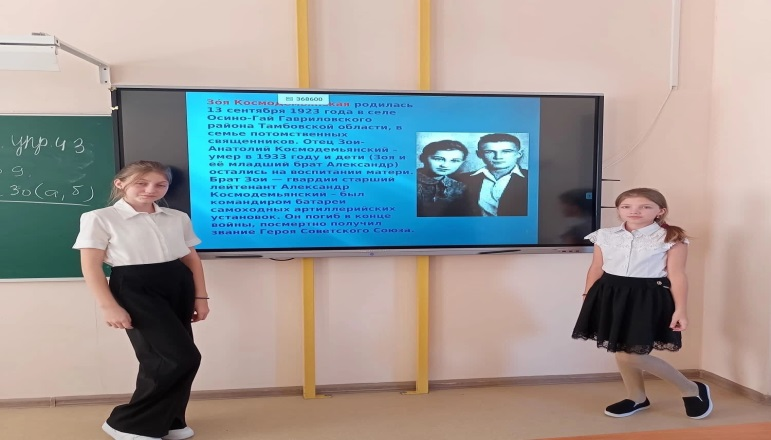 упр 43
9.
30(а, б)
368600
Зоя Космодемьянская родилась
13 сентября 1923 года в селе
Осино-Гай Гавриловского
района Тамбовской области, в
семье потомственных
священников. Отец Зои-
Анатолий Космодемьянский -
умер в 1933 году и дети (Зоя и
её младший брат Александр)
остались на воспитании матери.
Брат Зои — гвардии старший
лейтенант Александр
Космодемьянский – был
командиром батареи
самоходных артиллерийских
установок. Он погиб в конце
войны, посмертно получил
звание Героя Советского Союза.